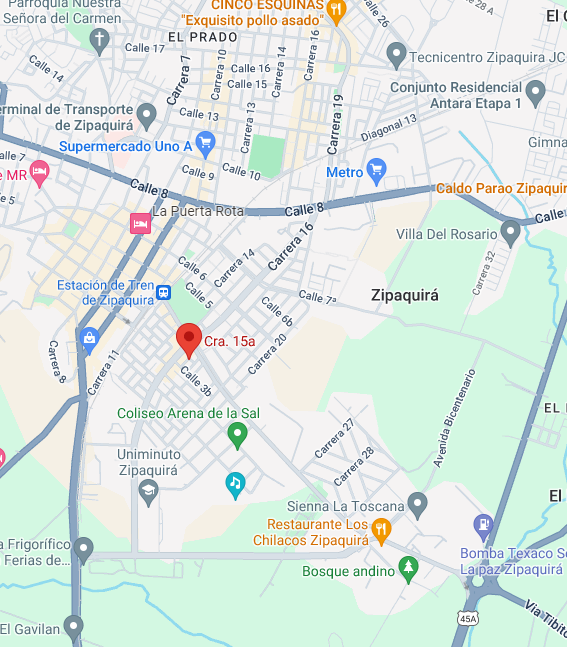 Parroquia Nuestra
Señora del Carmen
CINCO ESQUINAS
"Exquisito pollo asado"
Calle 28 A
El C
Calle 17
EL PRADO
Carrera 16
Tecnicentro Zipaquirá JC
Calle 14
Carrera 7
Calle 16
Carrera 14
Calle 15
Conjunto Residencial
Antara Etapa 1
Carrera 19
erminal de Transporte
de Zipaquirá
Calle 13
Carrera 13
Diagonal 13
Gimna
Supermercado Uno A
Calle 7
Calle 9
Calle 10
Metro
e MR
Calle 8
Caldo Parao Zipaquir
e 5
La Puerta Rota
Calle 8
Calle
Villa Del Rosario
Carrera 16
Carrera 14
Calle 6
Carrera 32
Estación de Tren
de Zipaquira
Calle 5
Calle 7ª
Zipaquirá
Calle 6b
Cra. 15a
Carrera 8
Carrera 11
Carrera 20
Calle 3b
Avenida Bicentenario
Coliseo Arena de la Sal
EL
Carrera 27
Uniminuto
Zipaquirá
Carrera 28
El
Sienna La Toscana
Restaurante Los
Chilacos Zipaquirá
a Frigorífico
Ferias de...
Bomba Texaco So
La paz Zipaquirá
Bosque andino
Vía Tibito
45A
El Gavilan